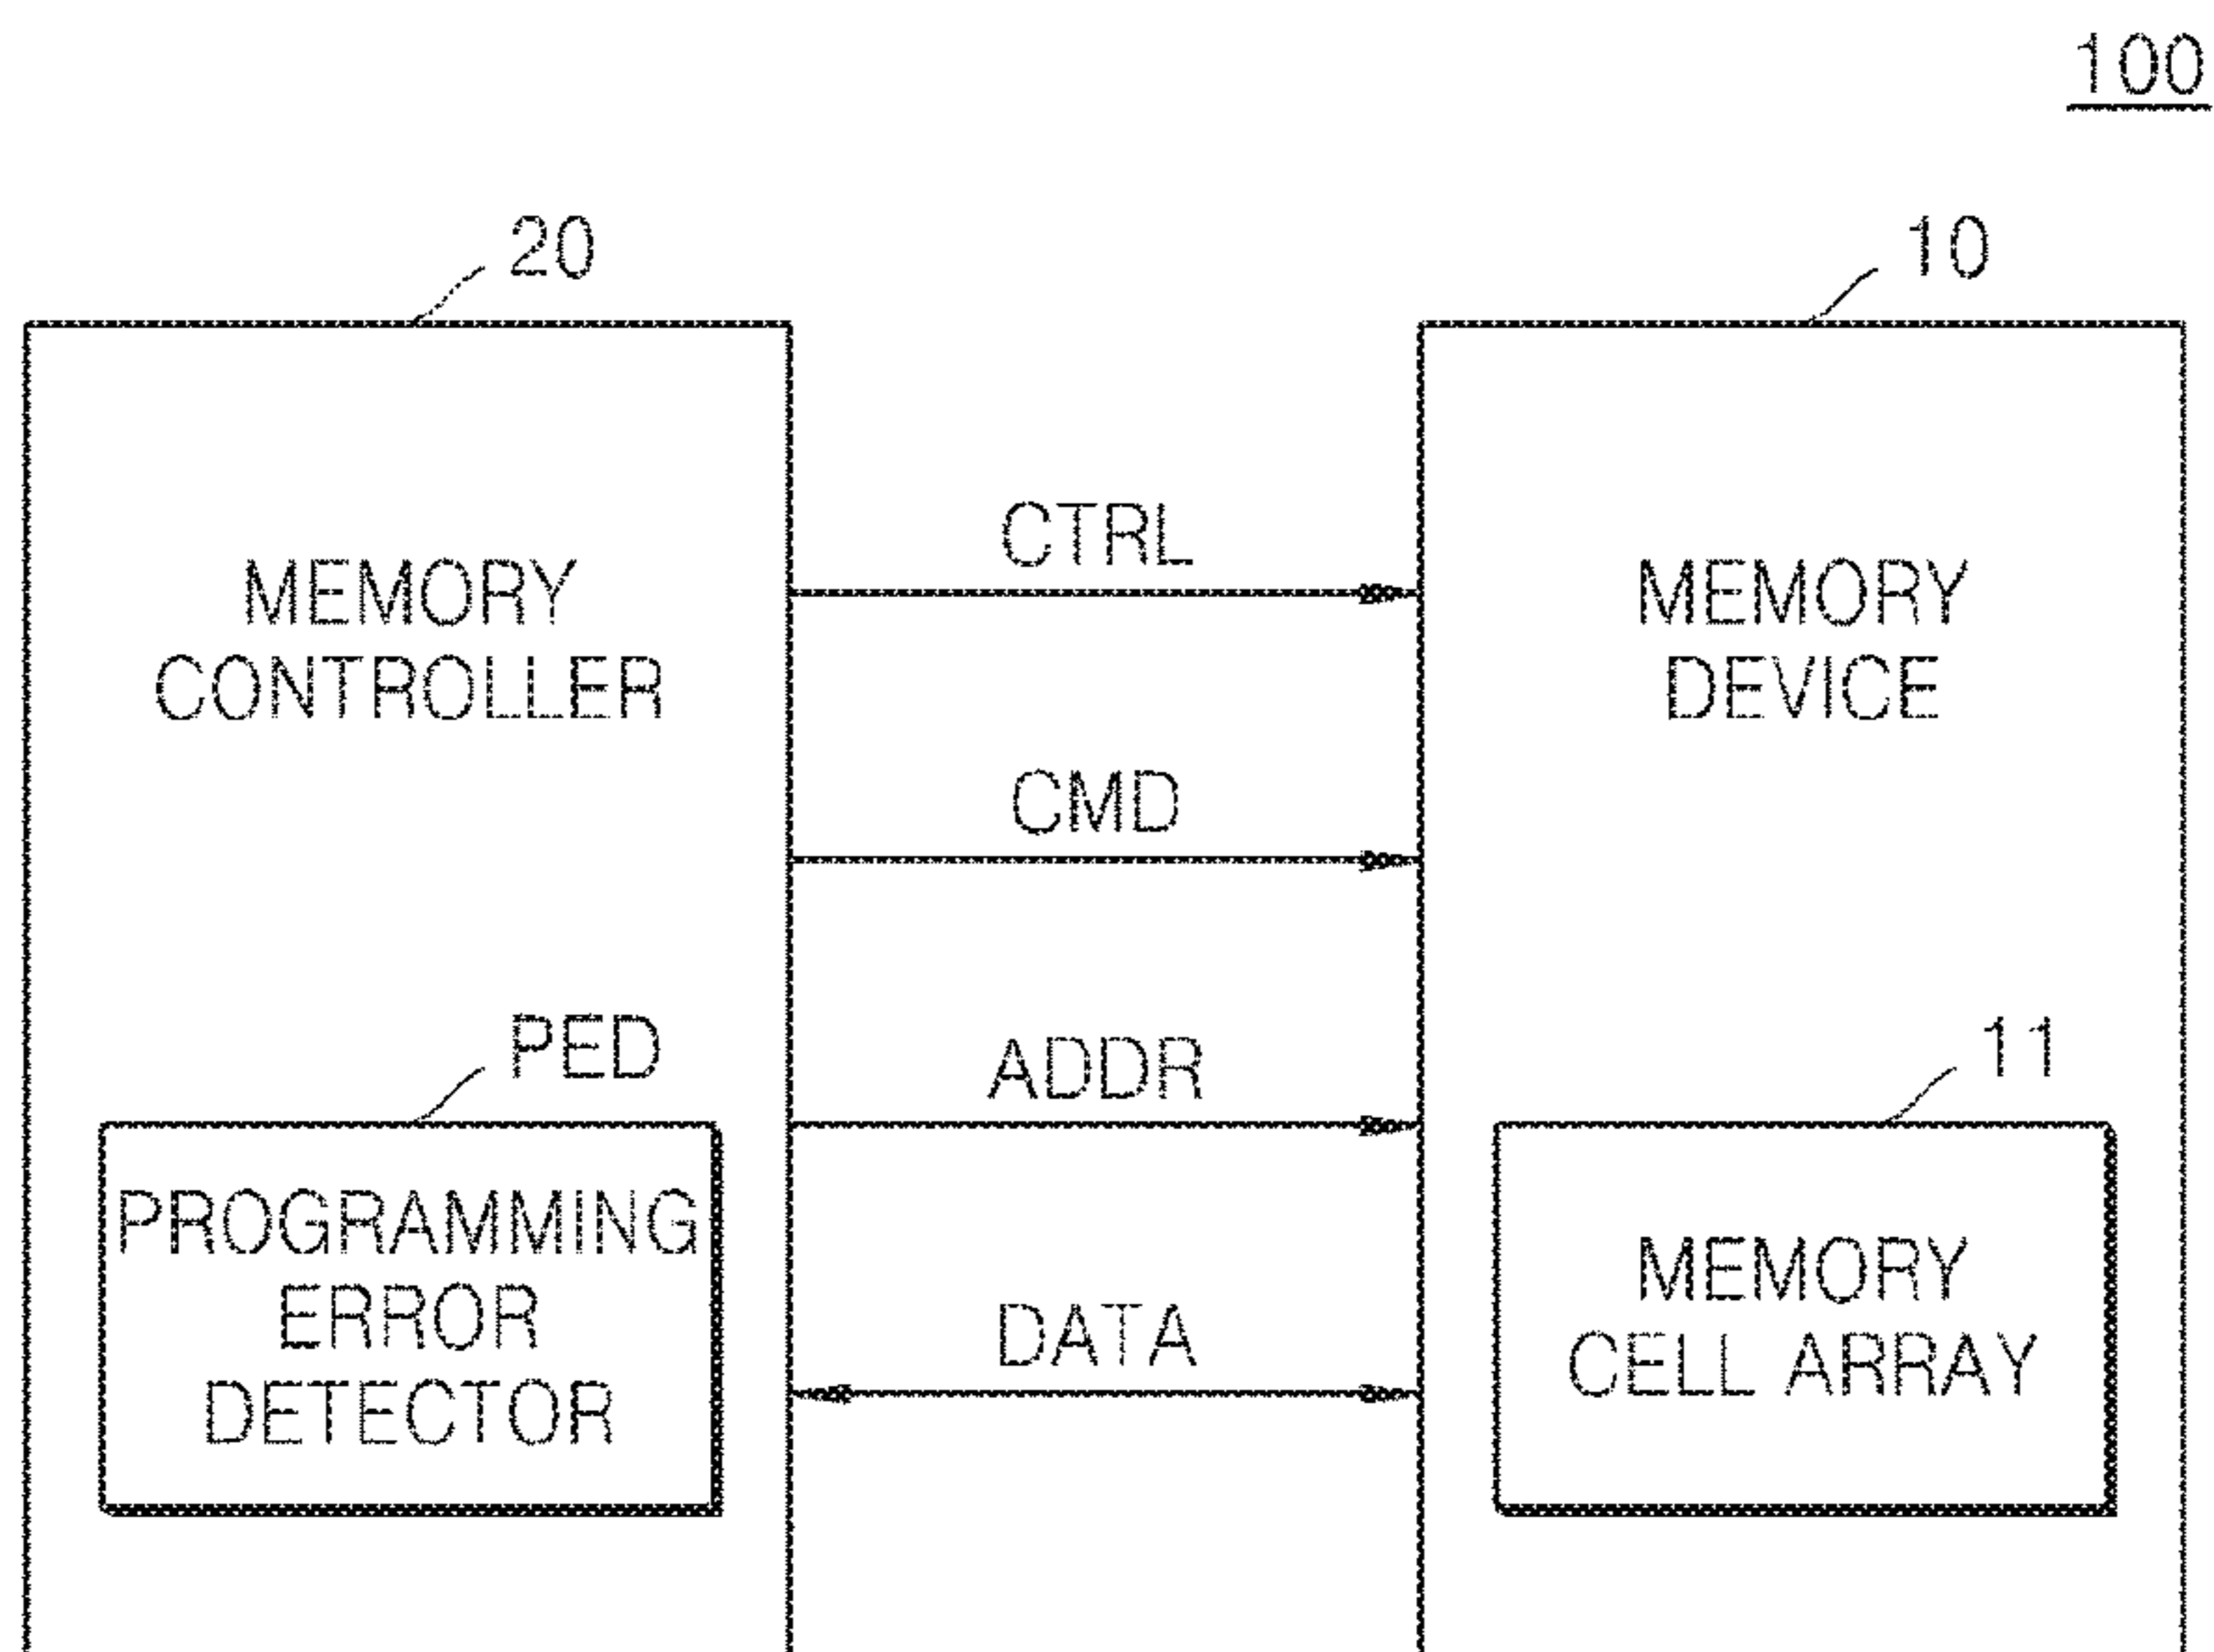 100
20
10
MEMORY
CONTROLLER
CTRL
MEMORY
DEVICE
CMD
ADDR
DATA
PED
PROGRAMMING
ERROR
DETECTOR
11
MEMORY
CELL ARRAY